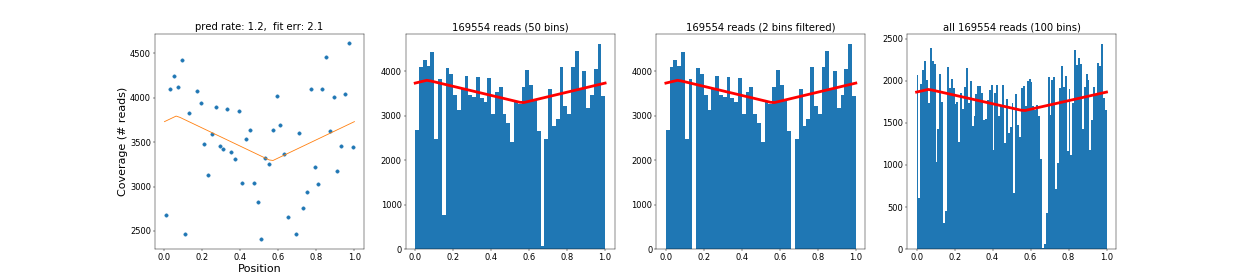 pred rate: 1.2,  fit err: 2.1
Coverage (# reads)
4500
4000
3500
3000
2500
0.0 0.2 0.4 0.6 0.8 1.0
Position
169554 reads (50 bins)
4000
3000
2000
1000
0
0.0 0.2 0.4 0.6 0.8 1.0
169554 reads (2 bins filtered)
4000
3000
2000
1000
0
0.0 0.2 0.4 0.6 0.8 1.0
all 169554 reads (100 bins)
2500
2000
1500
1000
500
0
0.0 0.2 0.4 0.6 0.8 1.0